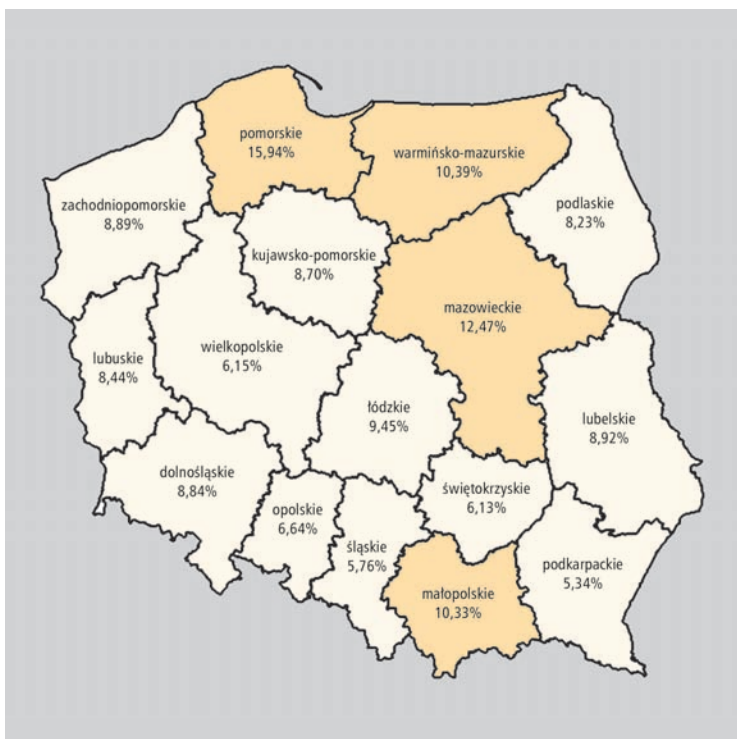 pomorskie
15,94%
warmińsko-mazurskie
10,39%
zachodniopomorskie
8,89%
podlaskie
8,23%
kujawsko-pomorskie
8,70%
mazowieckie
12,47%
wielkopolskie
6,15%
lubuskie
8,44%
łódzkie
9,45%
lubelskie
8,92%
dolnośląskie
8,84%
świętokrzyskie
6,13%
opolskie
6,64%
śląskie
5,76%
podkarpackie
5,34%
małopolskie
10,33%